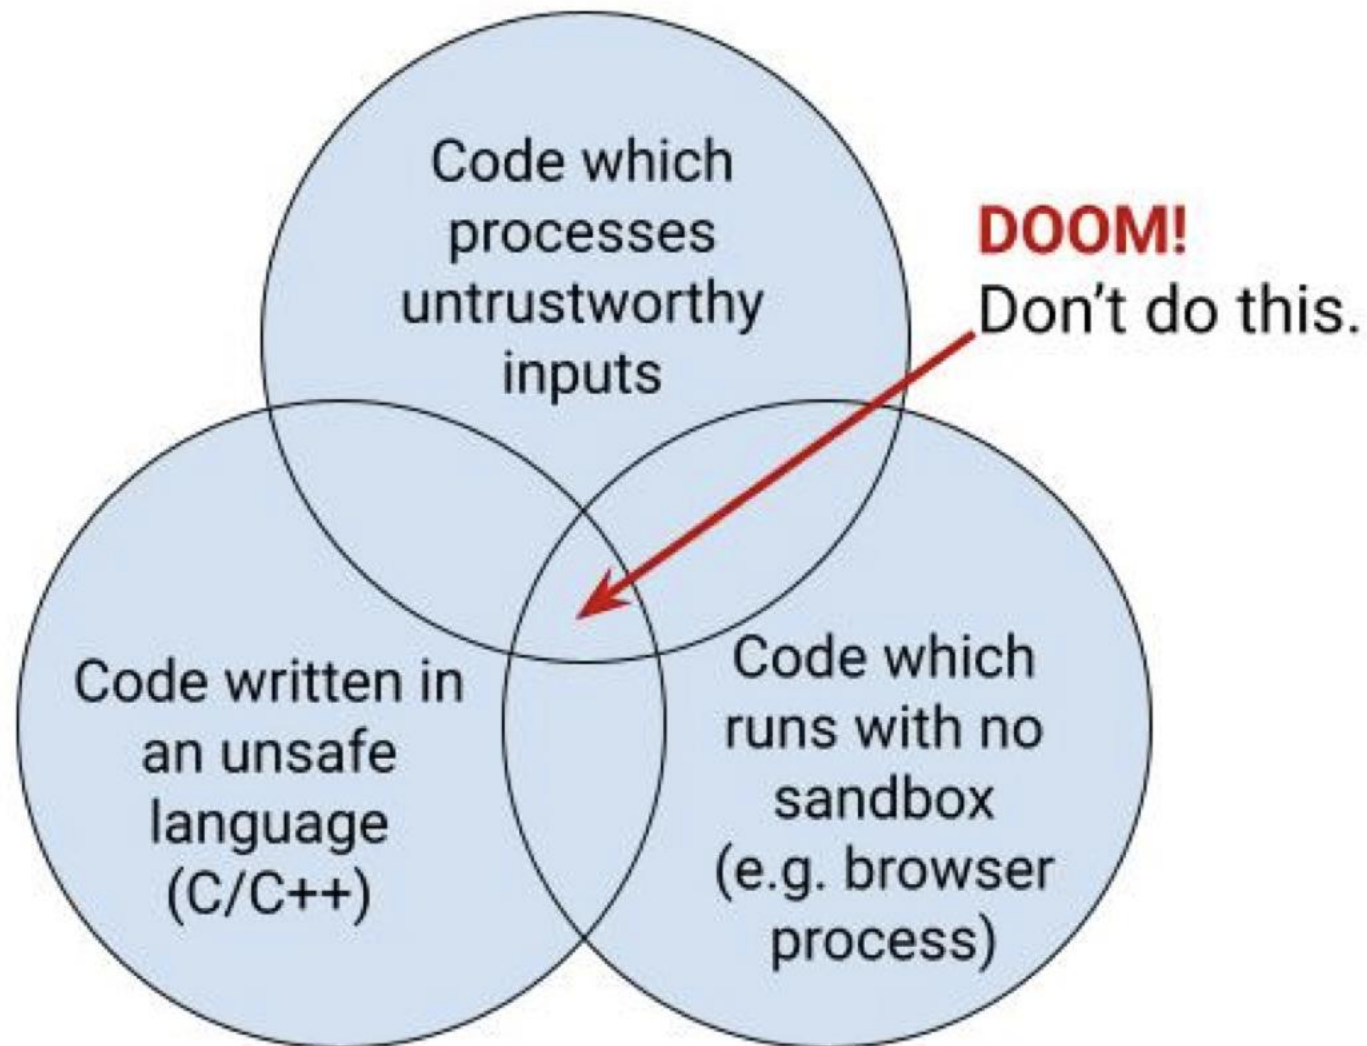 Code which
processes
untrustworthy
inputs
DOOM!
Don't do this.
Code written in
an unsafe
language
(C/C++)
Code which
runs with no
sandbox
(e.g. browser
process)